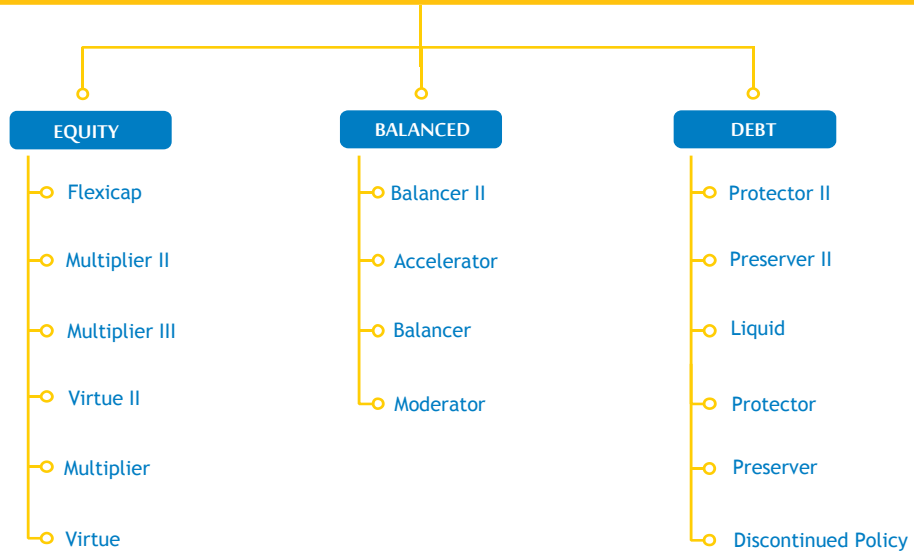 EQUITY
Flexicap
Multiplier II
Multiplier III
Virtue II
Multiplier
Virtue
BALANCED
Balancer II
Accelerator
Balancer
Moderator
DEBT
Protector II
Preserver II
Liquid
Protector
Preserver
Discontinued Policy